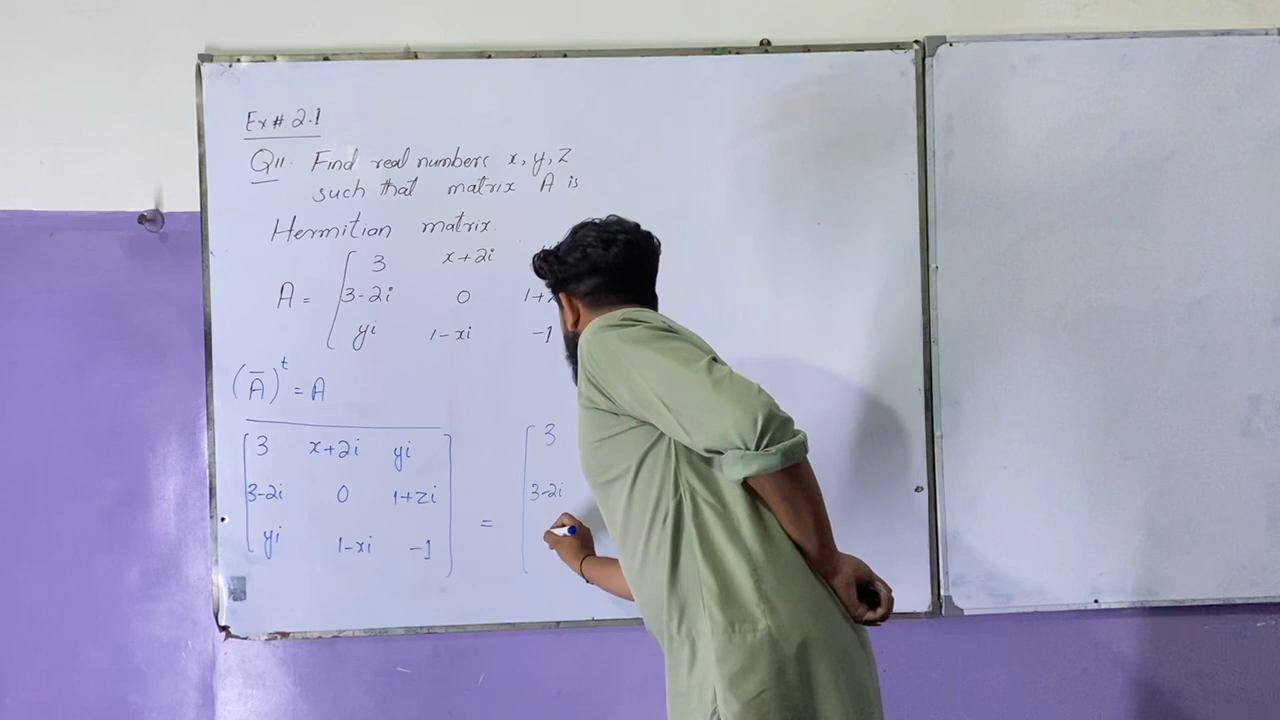 Ex# 2.1
Q11. Find real numbers x, y, z
such that matrix A is
Hermitian matrix.
3 x+2i
A = 3-2i 0 1+
yi 1-xi -1
(A̅)ᵗ = A
3 x+2i yi
3-2i 0 1+zi
yi 1-xi -1
=
3
3-2i